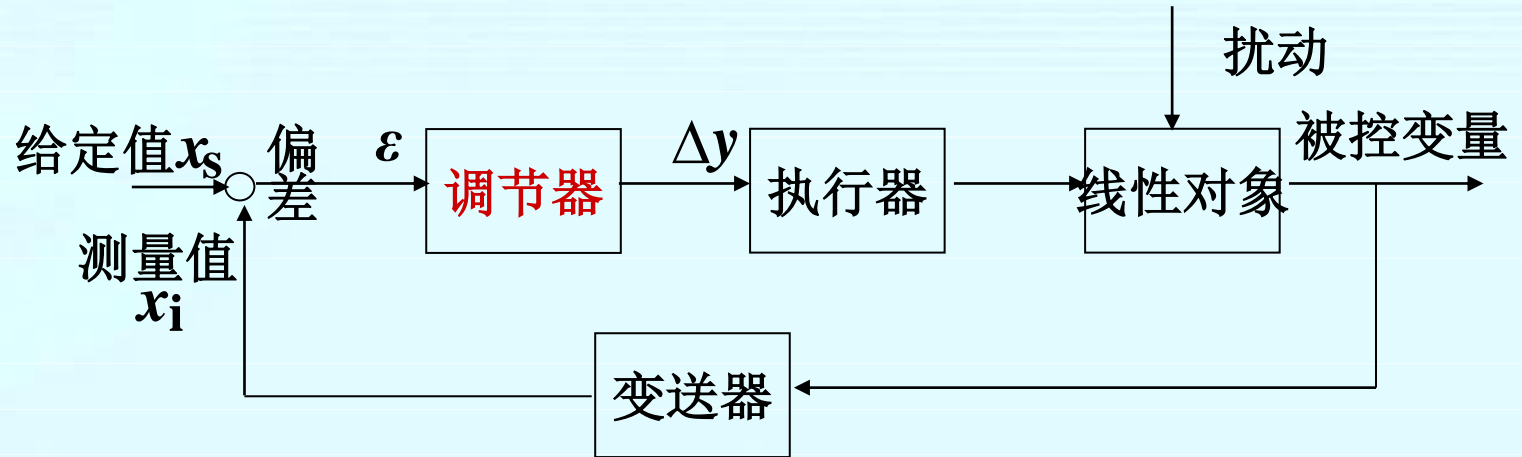 扰动
给定值xs
偏差
ε
调节器
Δy
执行器
线性对象
被控变量
测量值
xi
变送器